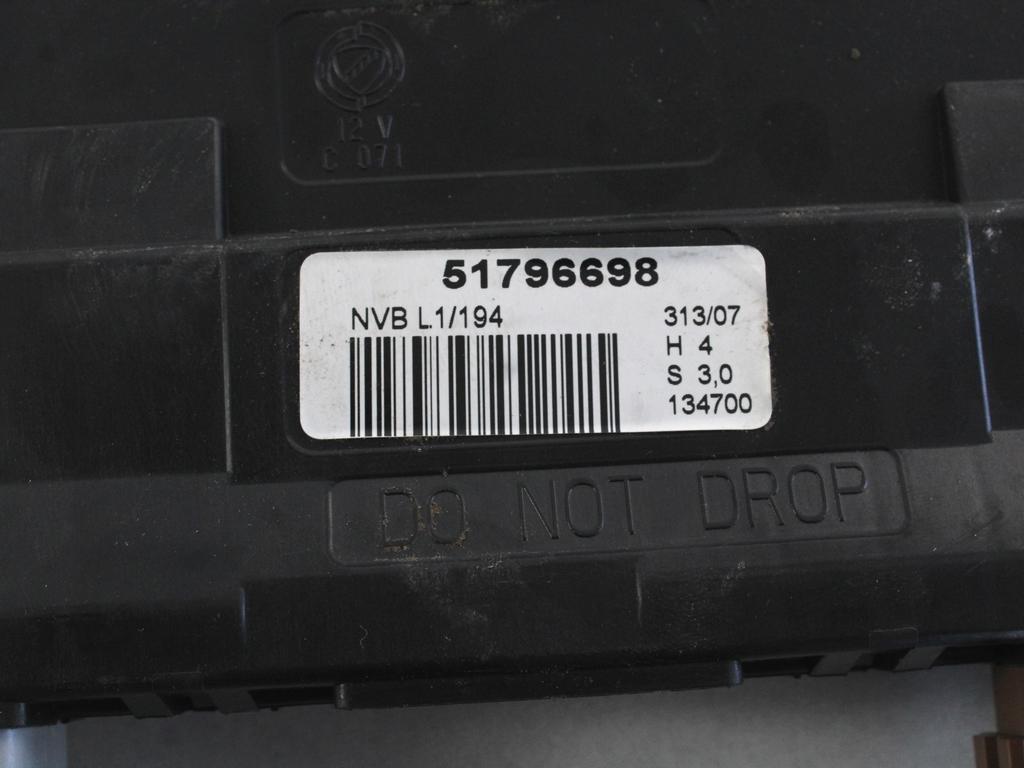 12 V
C 071
51796698
NVB L.1/194
313/07
H 4
S 3,0
134700
DO NOT DROP